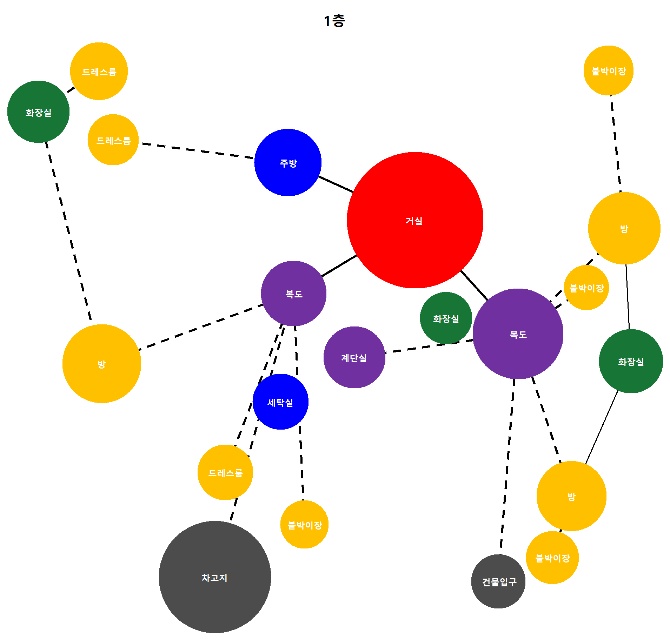 1층
드레스룸
붙박이장
화장실
드레스룸
주방
거실
방
복도
붙박이장
화장실
복도
계단실
방
화장실
세탁실
드레스룸
방
붙박이장
붙박이장
차고지
건물입구